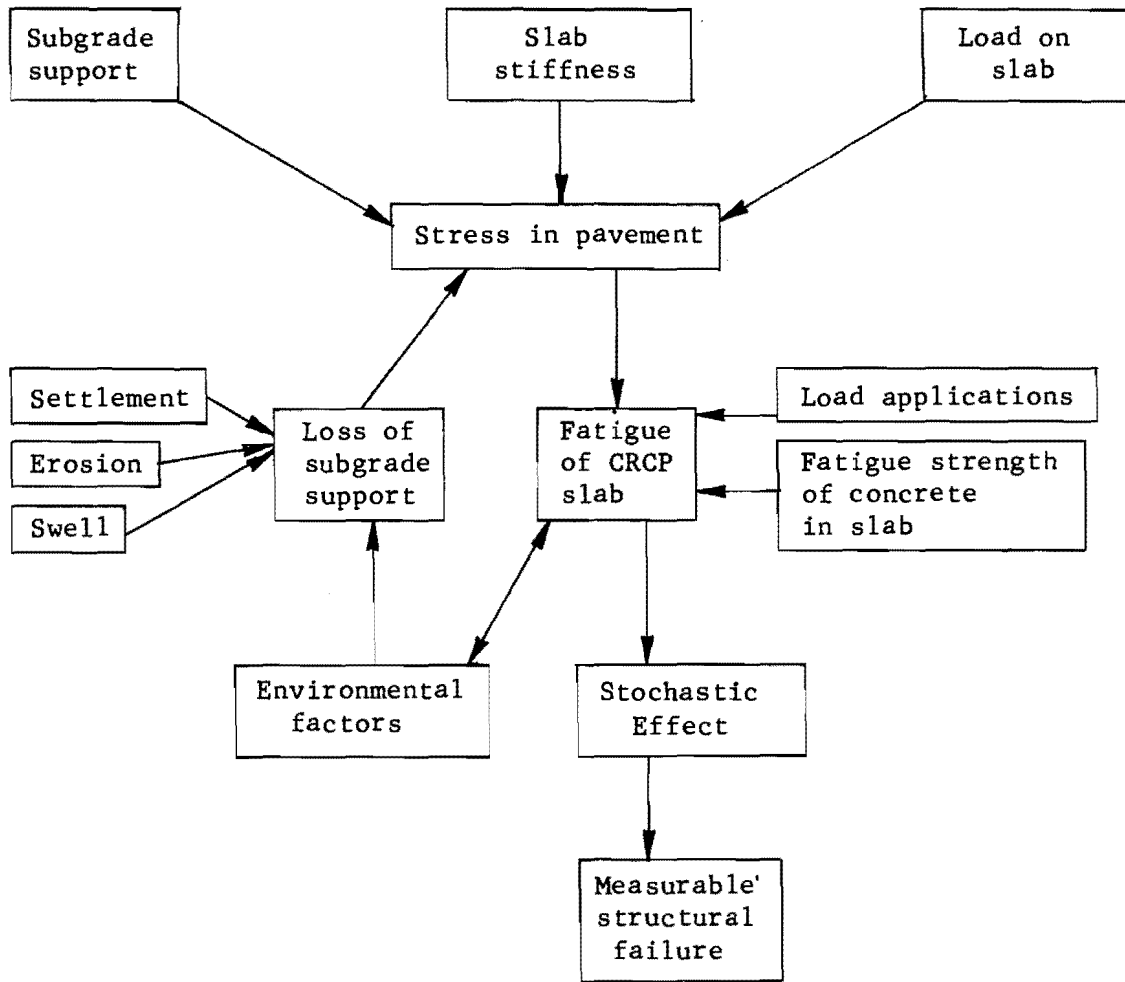 Subgrade
support
Slab
stiffness
Load on
slab
Stress in pavement
Settlement
Erosion
Swell
Loss of
subgrade
support
Fatigue
of CRCP
slab
Load applications
Fatigue strength
of concrete
in slab
Environmental
factors
Stochastic
Effect
Measurable
structural
failure